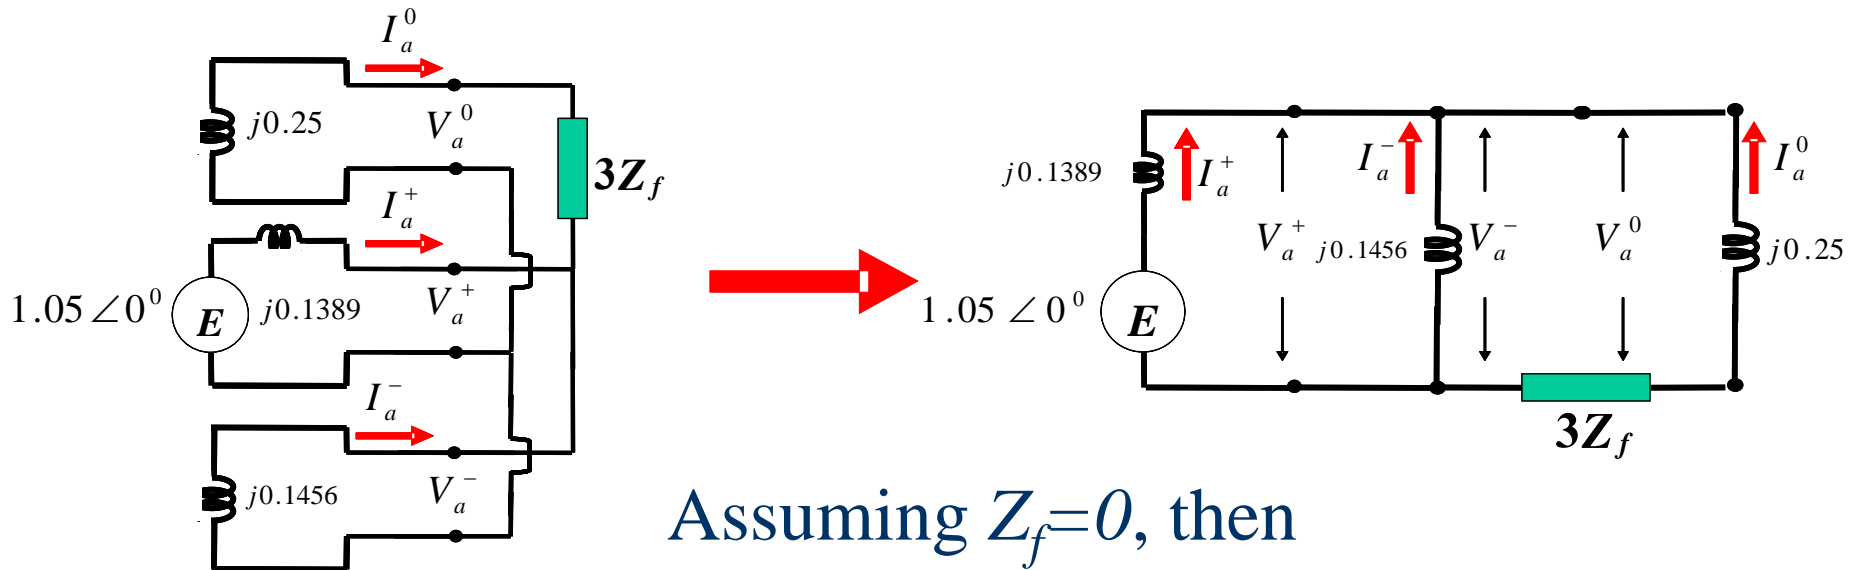 I_a^0
j0.25
V_a^0
3Z_f
I_a^+
1.05∠0^0
E
j0.1389
V_a^+
I_a^-
j0.1456
V_a^-
j0.1389
I_a^+
I_a^-
I_a^0
V_a^+
j0.1456
V_a^-
V_a^0
j0.25
1.05 ∠ 0^0
E
3Z_f
Assuming Z_f=0, then